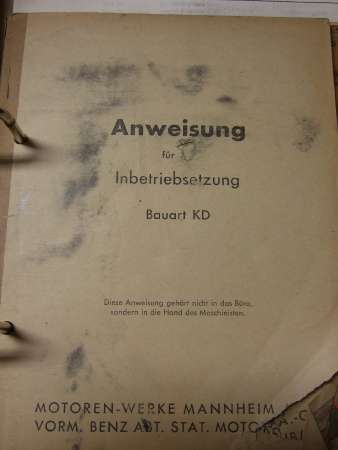 Anweisung
für
Inbetriebsetzung
Bauart KD
Diese Anweisung gehört nicht in das Büro,
sondern in die Hand des Maschinisten.
MOTOREN-WERKE MANNHEIM
VORM. BENZ ABT. STAT. MOTO